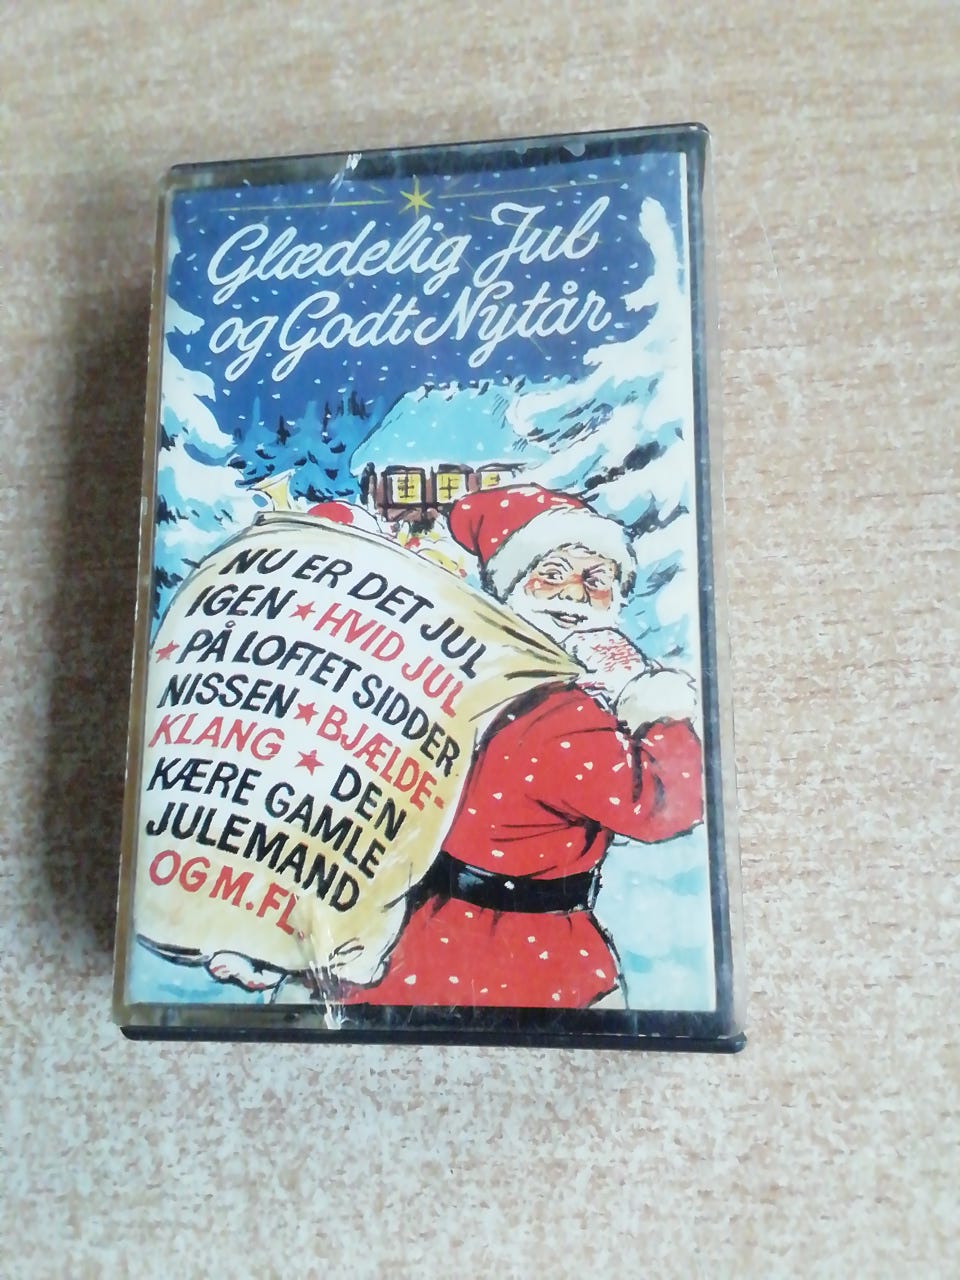 Glædelig Jul
og Godt Nytår
NU ER DET JUL
IGEN ★ HVID JUL
★ PÅ LOFTET SIDDER
NISSEN ★ BJÆLDE-
KLANG ★ DEN
KÆRE GAMLE
JULEMAND
OG M. FL.